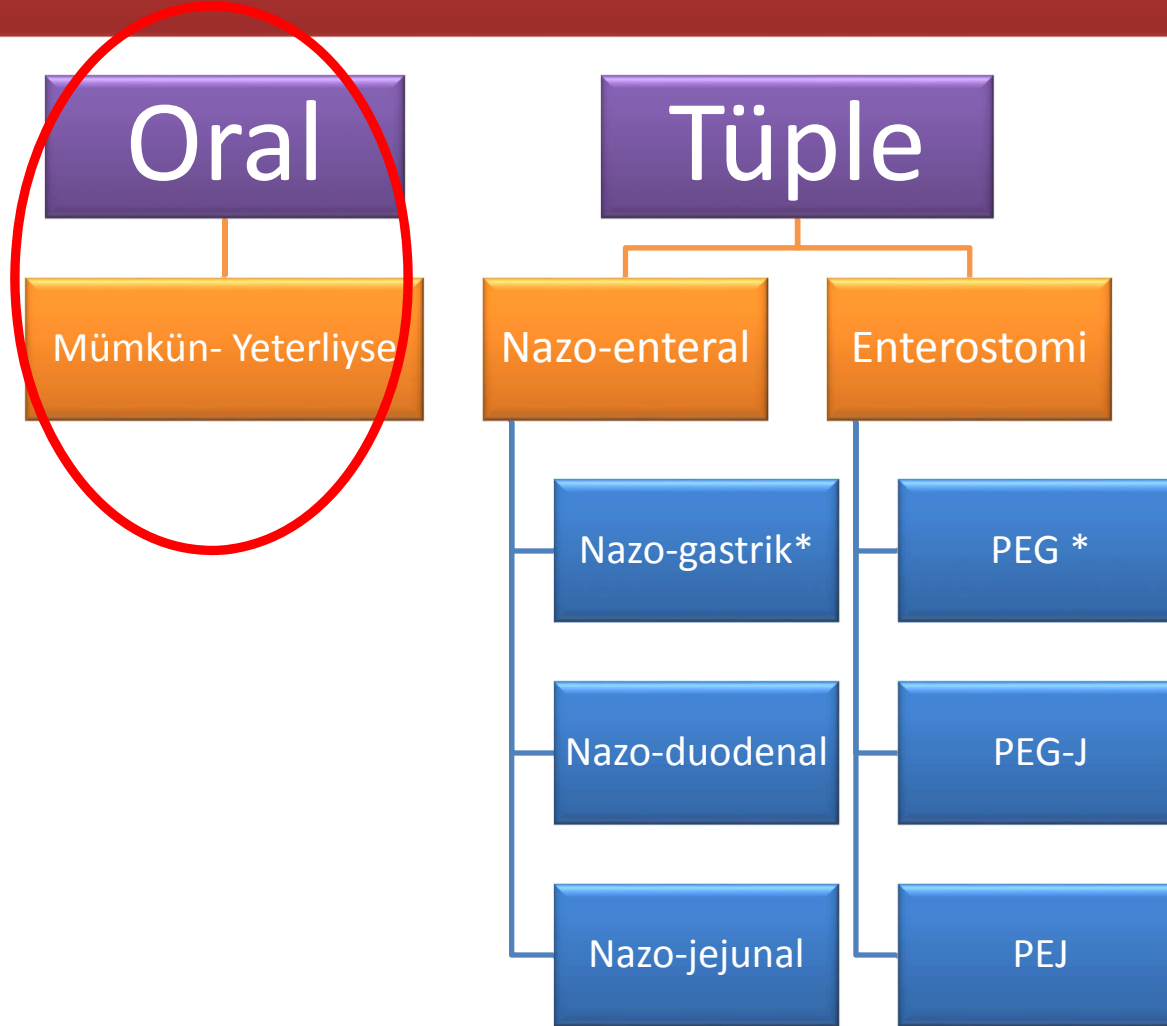 Oral
Tüple
Mümkün- Yeterliyse
Nazo-enteral
Enterostomi
Nazo-gastrik*
PEG *
Nazo-duodenal
PEG-J
Nazo-jejunal
PEJ